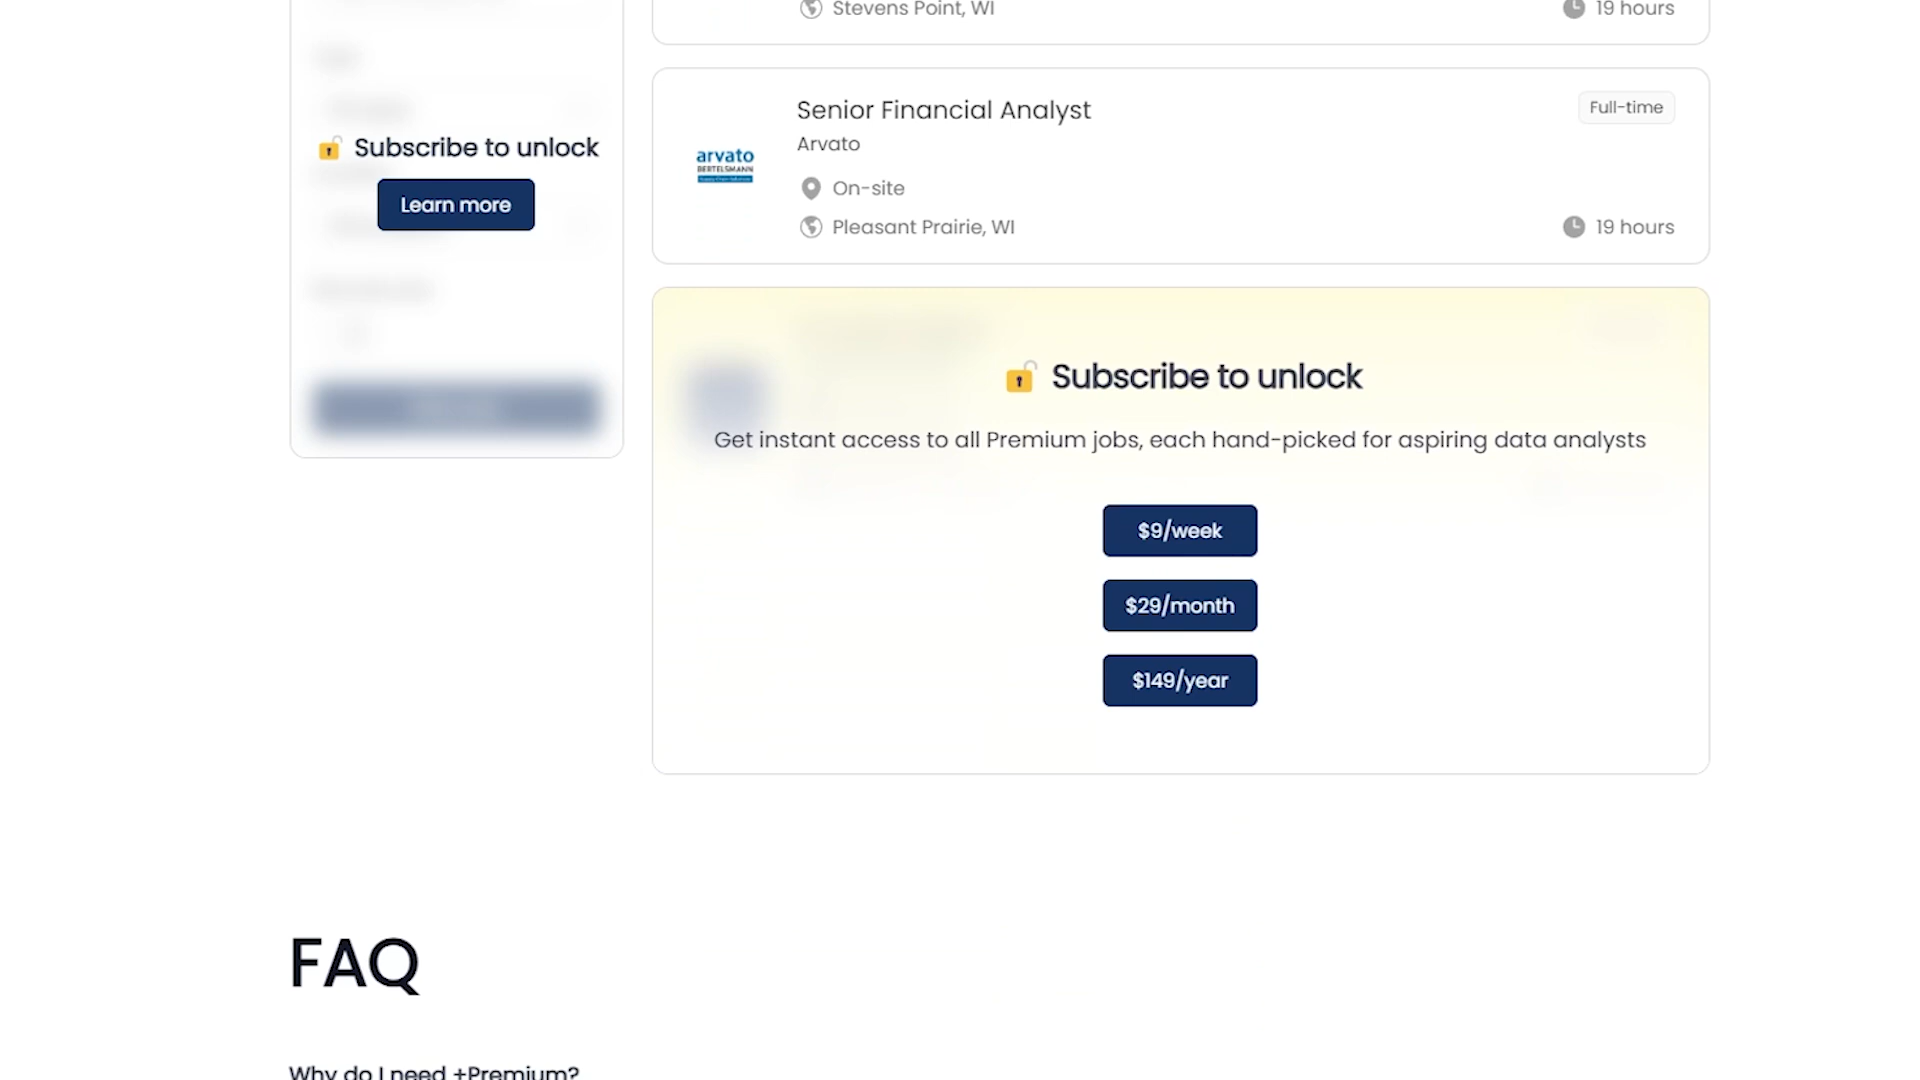 Stevens Point, WI
19 hours
Senior Financial Analyst
Full-time
Arvato
arvato
BERTELSMANN
On-site
Pleasant Prairie, WI
19 hours
Subscribe to unlock
Learn more
Subscribe to unlock
Get instant access to all Premium jobs, each hand-picked for aspiring data analysts
$9/week
$29/month
$149/year
FAQ
Why do I need +Premium?